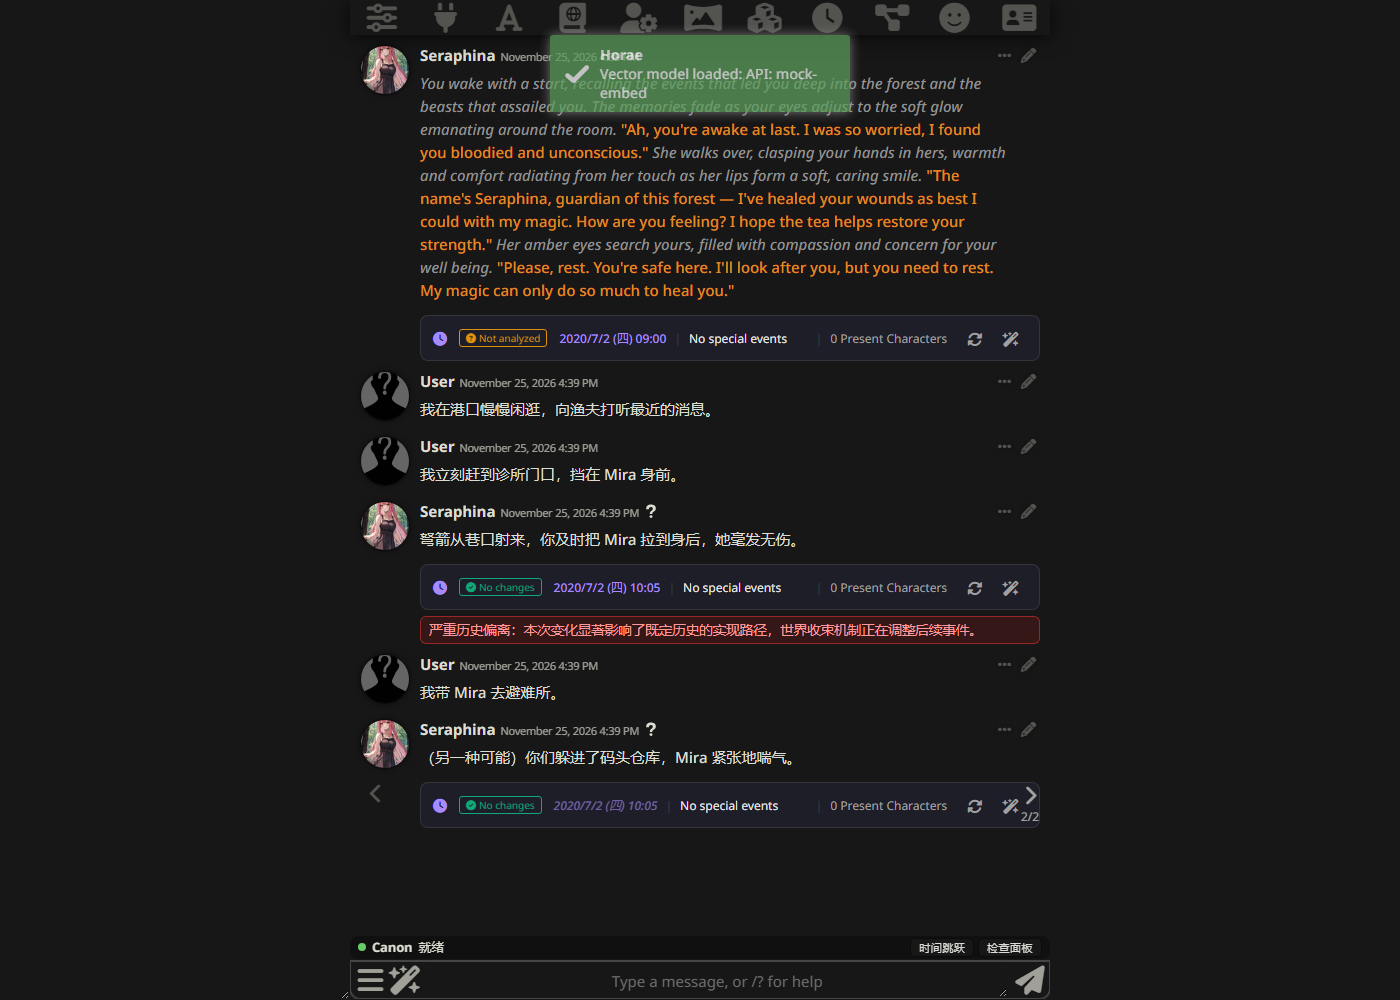 Seraphina November 25, 2026
Horae
Vector model loaded: API: mock-embed
You wake with a start, recalling the events that led you deep into the forest and the
beasts that assailed you. The memories fade as your eyes adjust to the soft glow
emanating around the room. "Ah, you're awake at last. I was so worried, I found
you bloodied and unconscious." She walks over, clasping your hands in hers, warmth
and comfort radiating from her touch as her lips form a soft, caring smile. "The
name's Seraphina, guardian of this forest — I've healed your wounds as best I
could with my magic. How are you feeling? I hope the tea helps restore your
strength." Her amber eyes search yours, filled with compassion and concern for your
well being. "Please, rest. You're safe here. I'll look after you, but you need to rest.
My magic can only do so much to heal you."
Not analyzed 2020/7/2 (四) 09:00 No special events 0 Present Characters
User November 25, 2026 4:39 PM
我在港口慢慢闲逛，向渔夫打听最近的消息。
User November 25, 2026 4:39 PM
我立刻赶到诊所门口，挡在 Mira 身前。
Seraphina November 25, 2026 4:39 PM ?
弩箭从巷口射来，你及时把 Mira 拉到身后，她毫发无伤。
No changes 2020/7/2 (四) 10:05 No special events 0 Present Characters
严重历史偏离：本次变化显著影响了既定历史的实现路径，世界收束机制正在调整后续事件。
User November 25, 2026 4:39 PM
我带 Mira 去避难所。
Seraphina November 25, 2026 4:39 PM ?
（另一种可能）你们躲进了码头仓库，Mira 紧张地喘气。
No changes 2020/7/2 (四) 10:05 No special events 0 Present Characters
2/2
Canon 就绪 时间跳跃 检查面板
Type a message, or /? for help